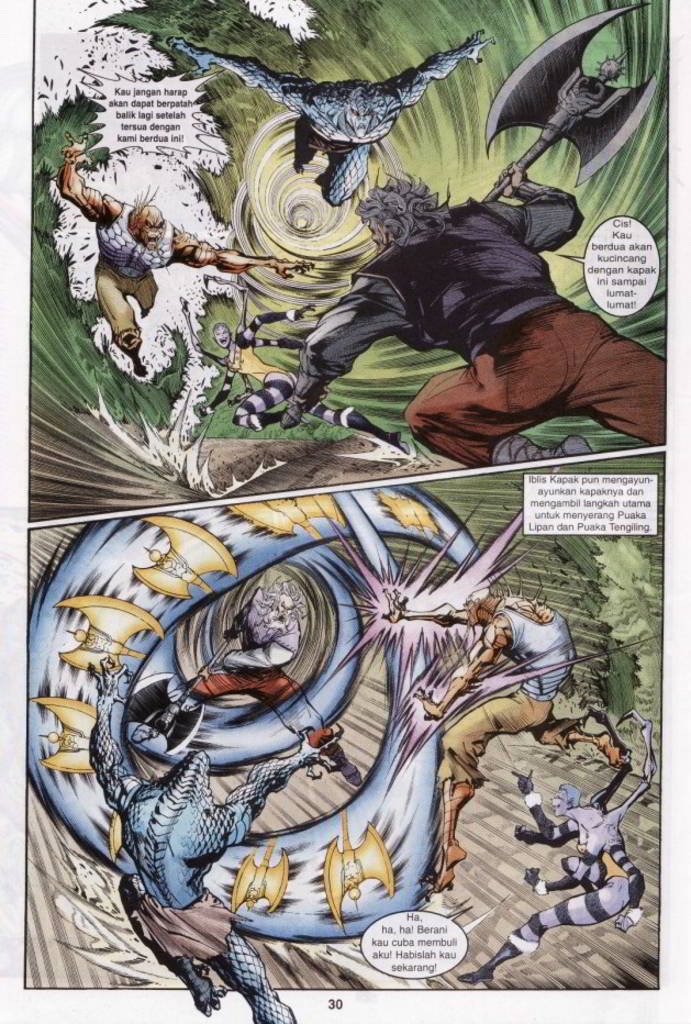 Kau jangan harap
akan dapat berpatah
balik lagi setelah
tersua dengan
kami berdua ini!
Cis!
Kau
berdua akan
kucincang
dengan kapak
ini sampai
lumat-
lumat!
Iblis Kapak pun mengayun-
ayunkan kapaknya dan
mengambil langkah utama
untuk menyerang Puaka
Lipan dan Puaka Tengiling.
Ha,
ha, ha! Berani
kau cuba membuli
aku! Habislah kau
sekarang!
30